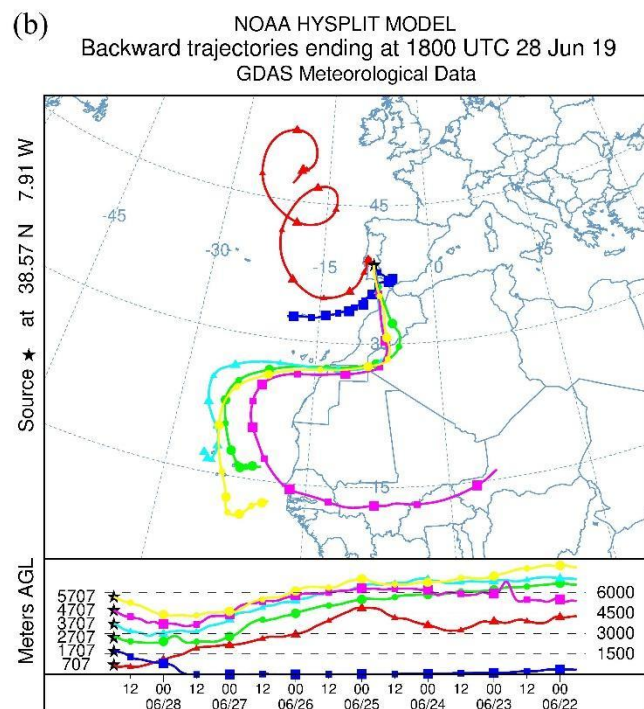 (b)
NOAA HYSPLIT MODEL
Backward trajectories ending at 1800 UTC 28 Jun 19
GDAS Meteorological Data
Source ★ at 38.57 N 7.91 W
-45
-30
-15
0
15
45
35
15
Meters AGL
5707
4707
3707
2707
1707
707
6000
4500
3000
1500
12 00 12 00 12 00 12 00 12 00 12 00 12 00
06/28 06/27 06/26 06/25 06/24 06/23 06/22